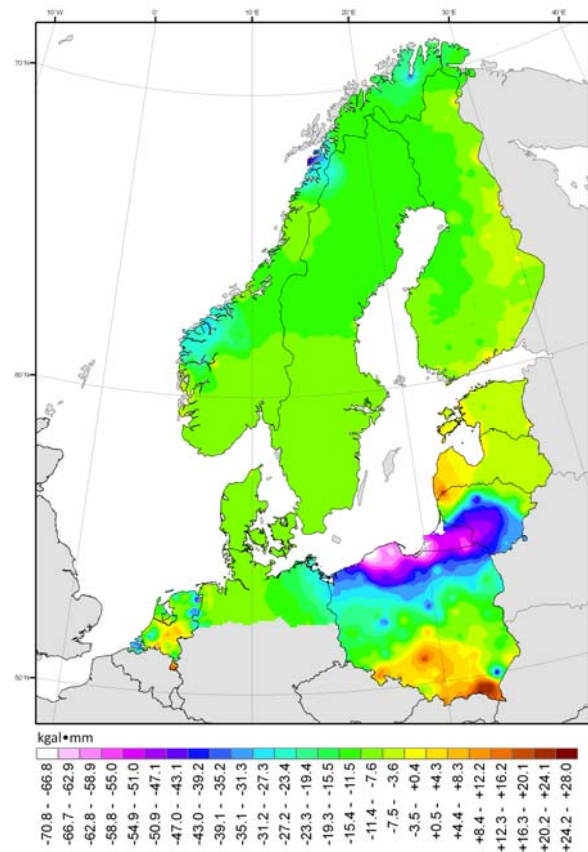 10°W
0°
10°E
20°E
30°E
40°E
70°N
60°N
50°N
kgal•mm
-70.8 - -66.8
-66.7 - -62.9
-62.8 - -58.9
-58.8 - -55.0
-54.9 - -51.0
-50.9 - -47.1
-47.0 - -43.1
-43.0 - -39.2
-39.1 - -35.2
-35.1 - -31.3
-31.2 - -27.3
-27.2 - -23.4
-23.3 - -19.4
-19.3 - -15.5
-15.4 - -11.5
-11.4 - -7.6
-7.5 - -3.6
-3.5 - +0.4
+0.5 - +4.3
+4.4 - +8.3
+8.4 - +12.2
+12.3 - +16.2
+16.3 - +20.1
+20.2 - +24.1
+24.2 - +28.0